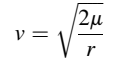 v = √(2μ/r)